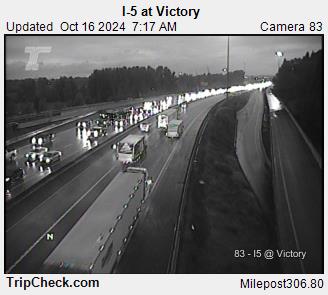 I-5 at Victory
Updated Oct 16 2024 7:17 AM Camera 83
N
83 - I5 @ Victory
TripCheck.com Milepost306.80